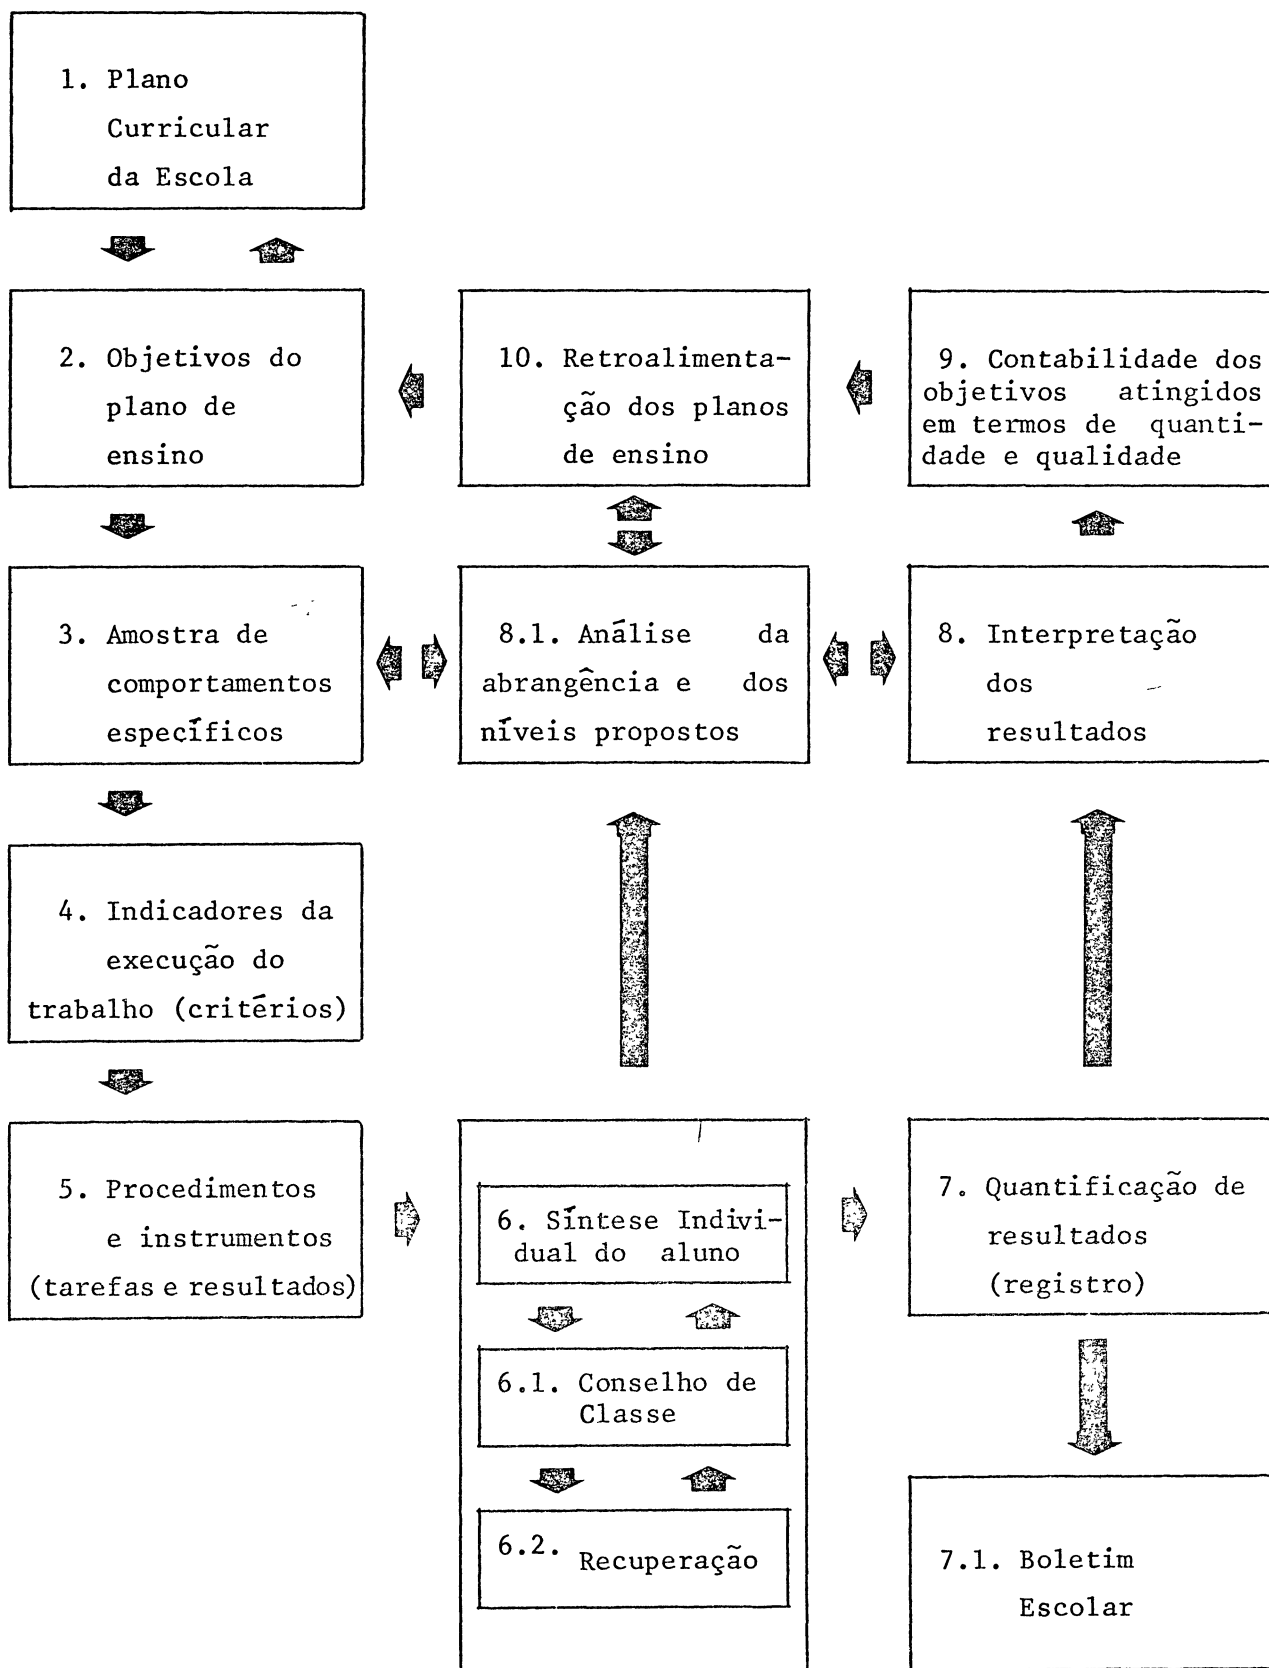 1. Plano
Curricular
da Escola
2. Objetivos do
plano de
ensino
10. Retroalimenta-
ção dos planos
de ensino
9. Contabilidade dos
objetivos atingidos
em termos de quanti-
dade e qualidade
3. Amostra de
comportamentos
específicos
8.1. Análise da
abrangência e dos
níveis propostos
8. Interpretação
dos
resultados
4. Indicadores da
execução do
trabalho (critérios)
5. Procedimentos
e instrumentos
(tarefas e resultados)
6. Síntese Indivi-
dual do aluno
6.1. Conselho de
Classe
6.2. Recuperação
7. Quantificação de
resultados
(registro)
7.1. Boletim
Escolar